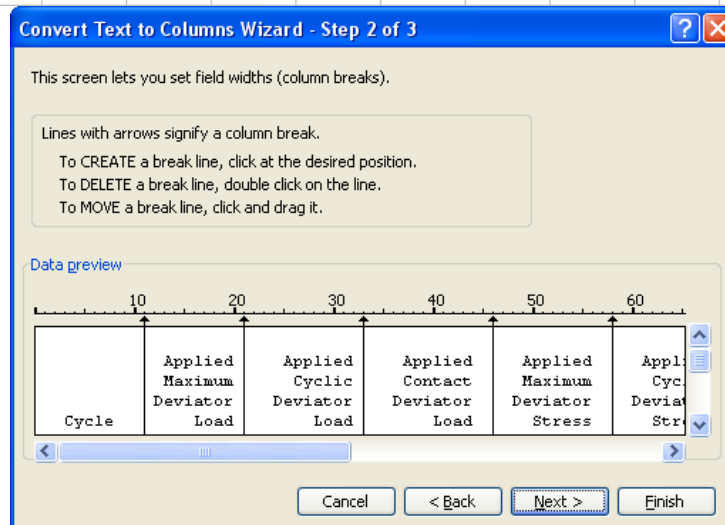 Convert Text to Columns Wizard - Step 2 of 3
This screen lets you set field widths (column breaks).
Lines with arrows signify a column break.
To CREATE a break line, click at the desired position.
To DELETE a break line, double click on the line.
To MOVE a break line, click and drag it.
Data preview
10 20 30 40 50 60
Applied Applied Applied Applied Appl
Maximum Cyclic Contact Maximum Cyc
Deviator Deviator Deviator Deviator Deviat
Cycle Load Load Load Stress Str
Cancel < Back Next > Finish